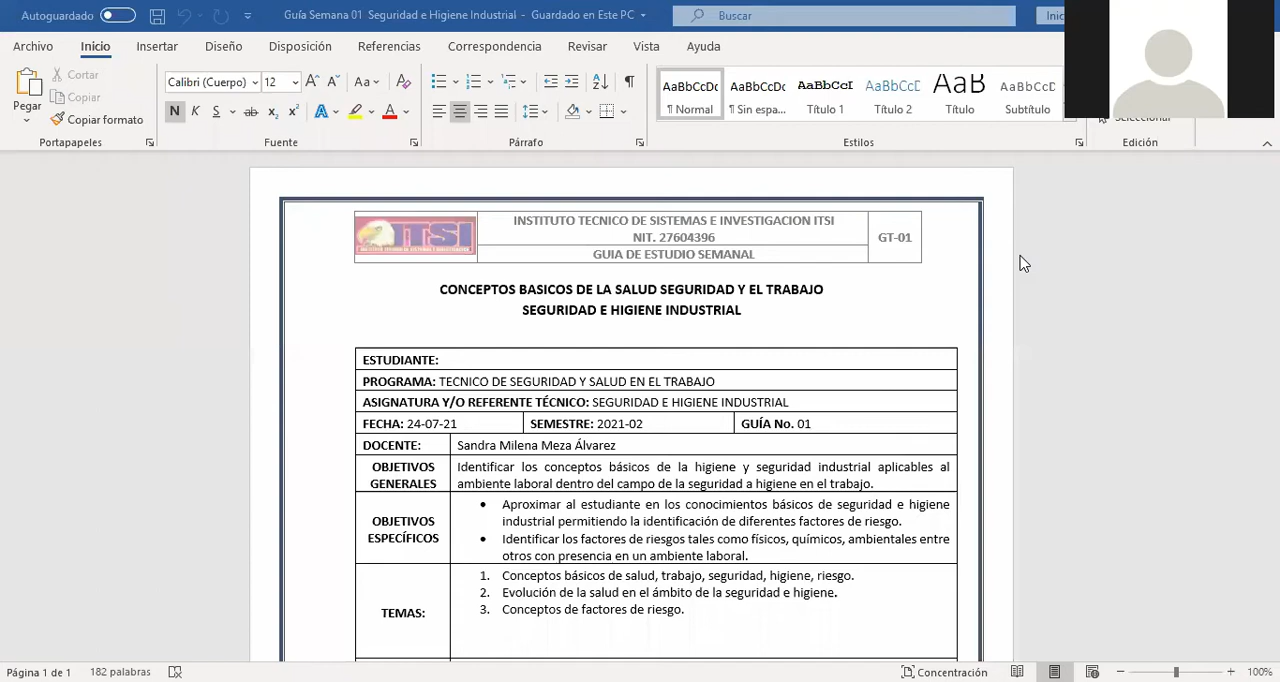 Autoguardado Guía Semana 01 Seguridad e Higiene Industrial - Guardado en Este PC Buscar Inic
Archivo Inicio Insertar Diseño Disposición Referencias Correspondencia Revisar Vista Ayuda
Pegar
Cortar
Copiar
Copiar formato
Portapapeles
Calibri (Cuerpo) 12 Aa
N K S ab x₂ x² A A
Fuente
Párrafo
AaBbCcDc AaBbCcDc AaBbCcI AaBbCcC AaB AaBbCcD
¶ Normal ¶ Sin espa... Título 1 Título 2 Título Subtítulo
Estilos
Seleccionar
Edición
ITSI
INSTITUTO TECNICO DE SISTEMAS E INVESTIGACION ITSI
NIT. 27604396
GUIA DE ESTUDIO SEMANAL
GT-01
CONCEPTOS BASICOS DE LA SALUD SEGURIDAD Y EL TRABAJO
SEGURIDAD E HIGIENE INDUSTRIAL
ESTUDIANTE:
PROGRAMA: TECNICO DE SEGURIDAD Y SALUD EN EL TRABAJO
ASIGNATURA Y/O REFERENTE TÉCNICO: SEGURIDAD E HIGIENE INDUSTRIAL
FECHA: 24-07-21 SEMESTRE: 2021-02 GUÍA No. 01
DOCENTE: Sandra Milena Meza Álvarez
OBJETIVOS GENERALES
Identificar los conceptos básicos de la higiene y seguridad industrial aplicables al
ambiente laboral dentro del campo de la seguridad a higiene en el trabajo.
OBJETIVOS ESPECÍFICOS
• Aproximar al estudiante en los conocimientos básicos de seguridad e higiene
industrial permitiendo la identificación de diferentes factores de riesgo.
• Identificar los factores de riesgos tales como físicos, químicos, ambientales entre
otros con presencia en un ambiente laboral.
TEMAS:
1. Conceptos básicos de salud, trabajo, seguridad, higiene, riesgo.
2. Evolución de la salud en el ámbito de la seguridad e higiene.
3. Conceptos de factores de riesgo.
Página 1 de 1 182 palabras Concentración 100%